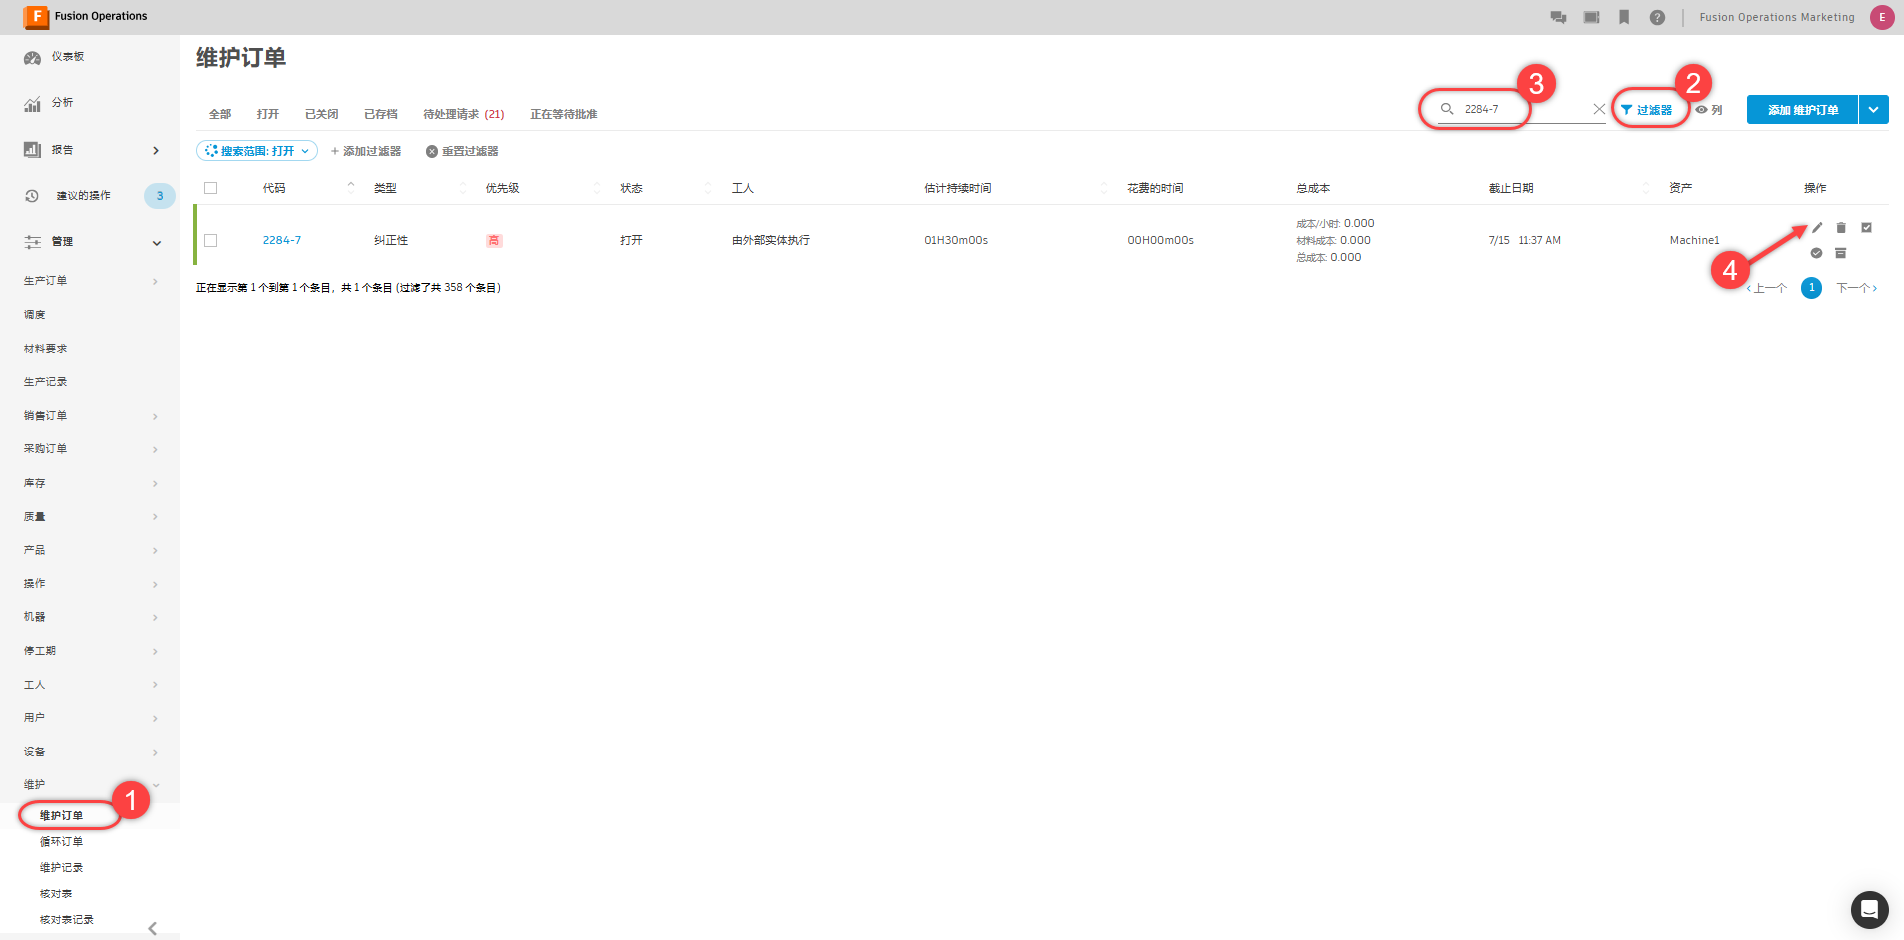 F Fusion Operations
Fusion Operations Marketing E
仪表板
分析
报告
建议的操作 3
管理
生产订单
调度
材料要求
生产记录
销售订单
采购订单
库存
质量
产品
操作
机器
停工期
工人
用户
设备
维护
维护订单 1
循环订单
维护记录
核对表
核对表记录
维护订单
全部 打开 已关闭 已存档 待处理请求 (21) 正在等待批准
2284-7 3 过滤器 2 列 添加 维护订单
搜索范围: 打开 + 添加过滤器 重置过滤器
代码 类型 优先级 状态 工人 估计持续时间 花费的时间 总成本 截止日期 资产 操作
成本/小时: 0.000
2284-7 纠正性 高 打开 由外部实体执行 01H30m00s 00H00m00s 材料成本: 0.000 7/15 11:37 AM Machine1
总成本: 0.000
4
正在显示第 1 个到第 1 个条目，共 1 个条目 (过滤了共 358 个条目)
‹ 上一个 1 下一个 ›